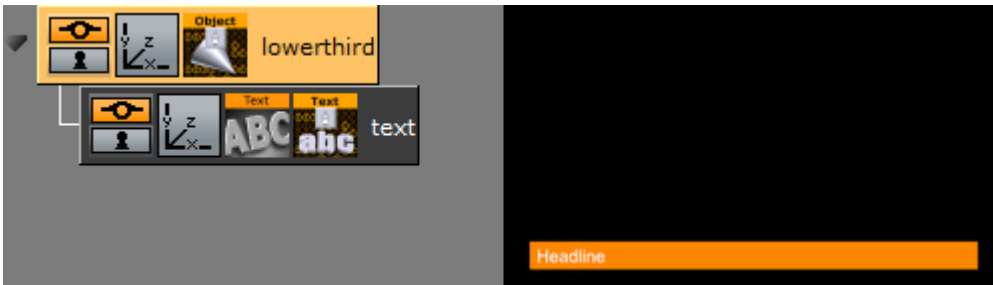 Object
lowerthird
y z
x
Text
ABC
Text
abc
text
y z
x
Headline